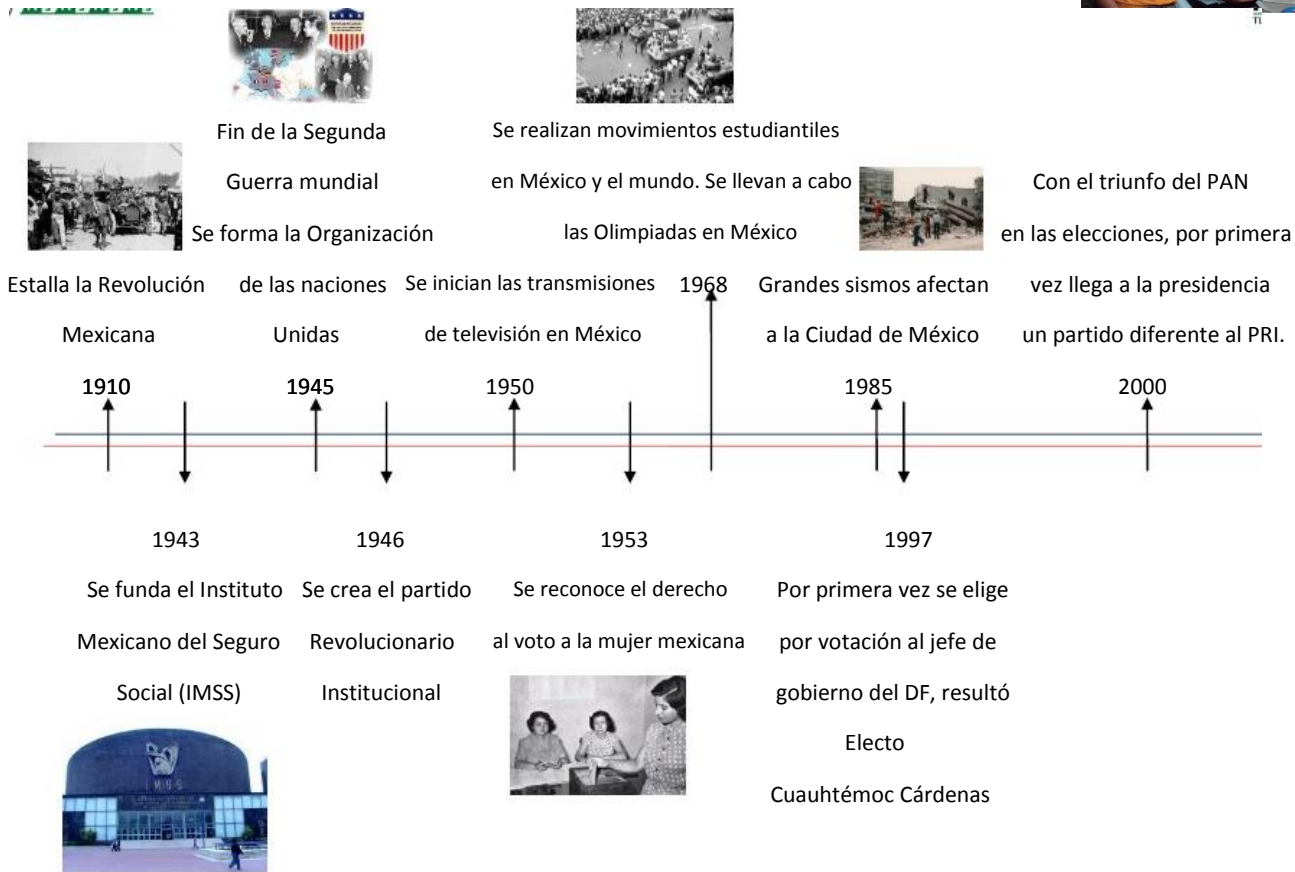 Fin de la Segunda
Guerra mundial
Se forma la Organización
de las naciones
Unidas
Se realizan movimientos estudiantiles
en México y el mundo. Se llevan a cabo
las Olimpiadas en México
1968
Con el triunfo del PAN
en las elecciones, por primera
vez llega a la presidencia
un partido diferente al PRI.
Estalla la Revolución
Mexicana
Se inician las transmisiones
de televisión en México
Grandes sismos afectan
a la Ciudad de México
1910
1945
1950
1985
2000
1943
Se funda el Instituto
Mexicano del Seguro
Social (IMSS)
IMSS
1946
Se crea el partido
Revolucionario
Institucional
1953
Se reconoce el derecho
al voto a la mujer mexicana
1997
Por primera vez se elige
por votación al jefe de
gobierno del DF, resultó
Electo
Cuauhtémoc Cárdenas